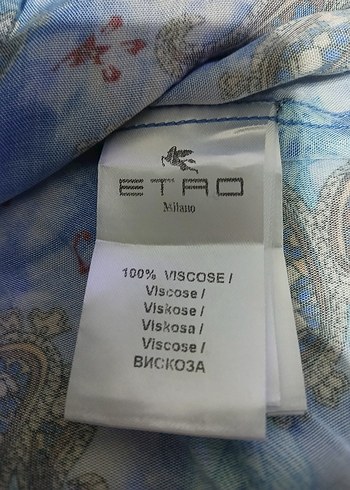 ETRO
Milano
100% VISCOSE /
Viscose /
Viskose /
Viskosa /
Viscose /
ВИСКОЗА